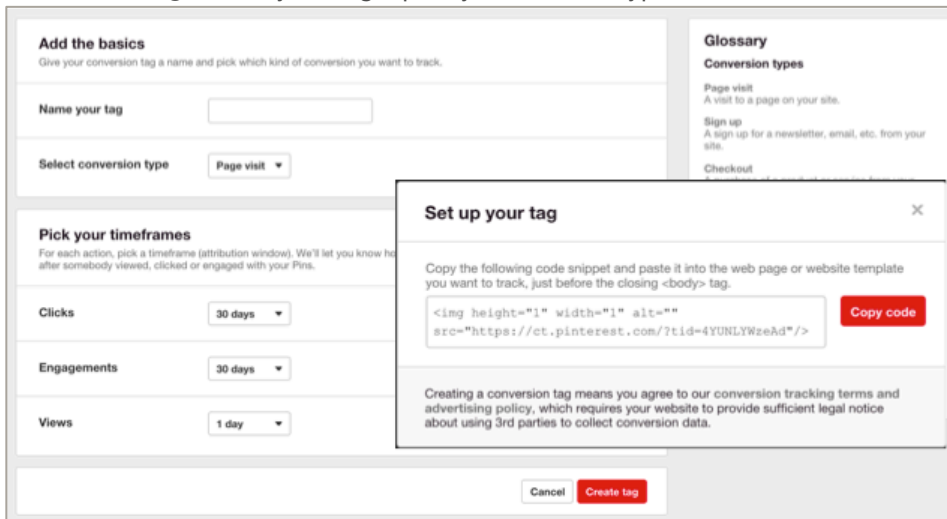 Add the basics
Give your conversion tag a name and pick which kind of conversion you want to track.
Name your tag
Select conversion type
Page visit
Pick your timeframes
For each action, pick a timeframe (attribution window). We'll let you know
after somebody viewed, clicked or engaged with your Pins.
Clicks
30 days
Engagements
30 days
Views
1 day
Cancel
Create tag
Glossary
Conversion types
Page visit
A visit to a page on your site.
Sign up
A sign up for a newsletter, email, etc. from your
site.
Checkout
Set up your tag
×
Copy the following code snippet and paste it into the web page or website template
you want to track, just before the closing <body> tag.
<img height="1" width="1" alt=""
src="https://ct.pinterest.com/?tid=4YUNLYWzeAd"/>
Copy code
Creating a conversion tag means you agree to our conversion tracking terms and
advertising policy, which requires your website to provide sufficient legal notice
about using 3rd parties to collect conversion data.